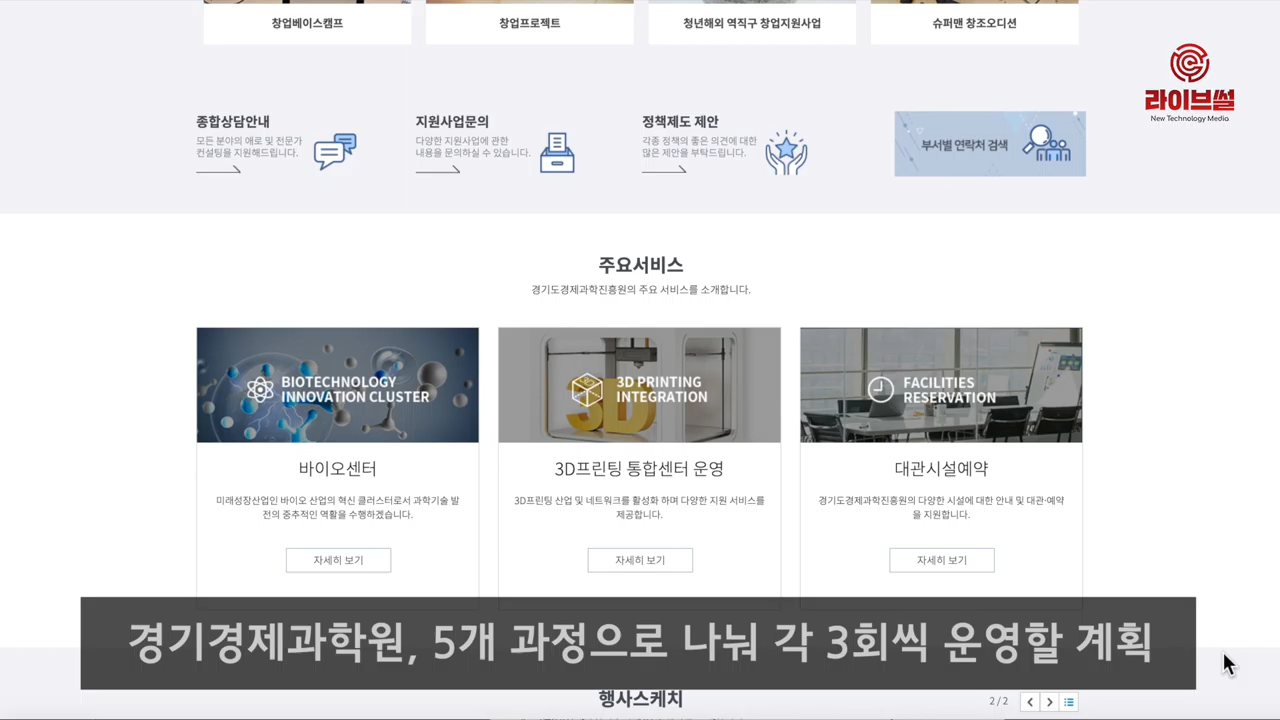 창업베이스캠프
창업프로젝트
청년해외 역직구 창업지원사업
슈퍼맨 창조오디션
라이브썰
New Technology Media
종합상담안내
모든 분야의 애로 및 전문가
컨설팅을 지원해드립니다.
지원사업문의
다양한 지원사업에 관한
내용을 문의하실 수 있습니다.
정책제도 제안
각종 정책의 좋은 의견에 대한
많은 제안을 부탁드립니다.
부서별 연락처 검색
주요서비스
경기도경제과학진흥원의 주요 서비스를 소개합니다.
BIOTECHNOLOGY
INNOVATION CLUSTER
바이오센터
미래성장산업인 바이오 산업의 혁신 클러스터로서 과학기술 발
전의 중추적인 역활을 수행하겠습니다.
자세히 보기
3D PRINTING
INTEGRATION
3D
3D프린팅 통합센터 운영
3D프린팅 산업 및 네트워크를 활성화 하며 다양한 지원 서비스를
제공합니다.
자세히 보기
FACILITIES
RESERVATION
대관시설예약
경기도경제과학진흥원의 다양한 시설에 대한 안내 및 대관·예약
을 지원합니다.
자세히 보기
경기경제과학원, 5개 과정으로 나눠 각 3회씩 운영할 계획
행사스케치
2 / 2